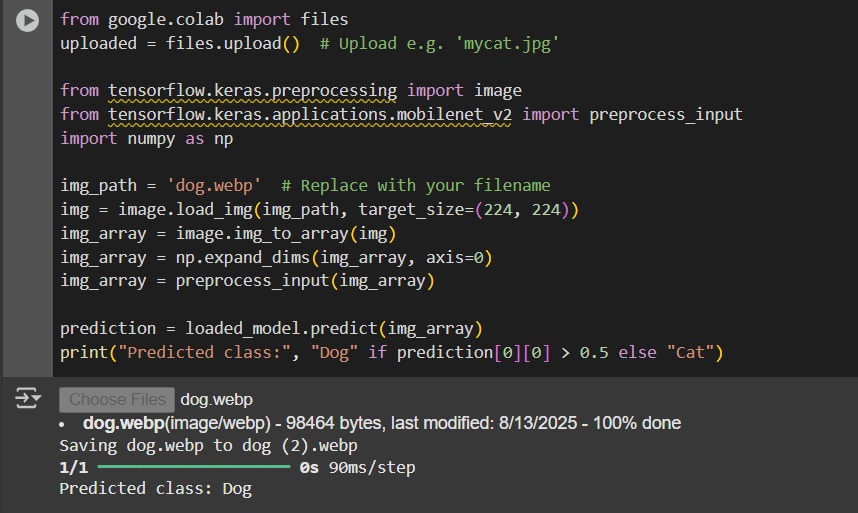 from google.colab import files
uploaded = files.upload()  # Upload e.g. 'mycat.jpg'
from tensorflow.keras.preprocessing import image
from tensorflow.keras.applications.mobilenet_v2 import preprocess_input
import numpy as np
img_path = 'dog.webp'  # Replace with your filename
img = image.load_img(img_path, target_size=(224, 224))
img_array = image.img_to_array(img)
img_array = np.expand_dims(img_array, axis=0)
img_array = preprocess_input(img_array)
prediction = loaded_model.predict(img_array)
print("Predicted class:", "Dog" if prediction[0][0] > 0.5 else "Cat")
Choose Files dog.webp
• dog.webp(image/webp) - 98464 bytes, last modified: 8/13/2025 - 100% done
Saving dog.webp to dog (2).webp
1/1 ━━━━━━━━━━━━━━━━━━━━ 0s 90ms/step
Predicted class: Dog